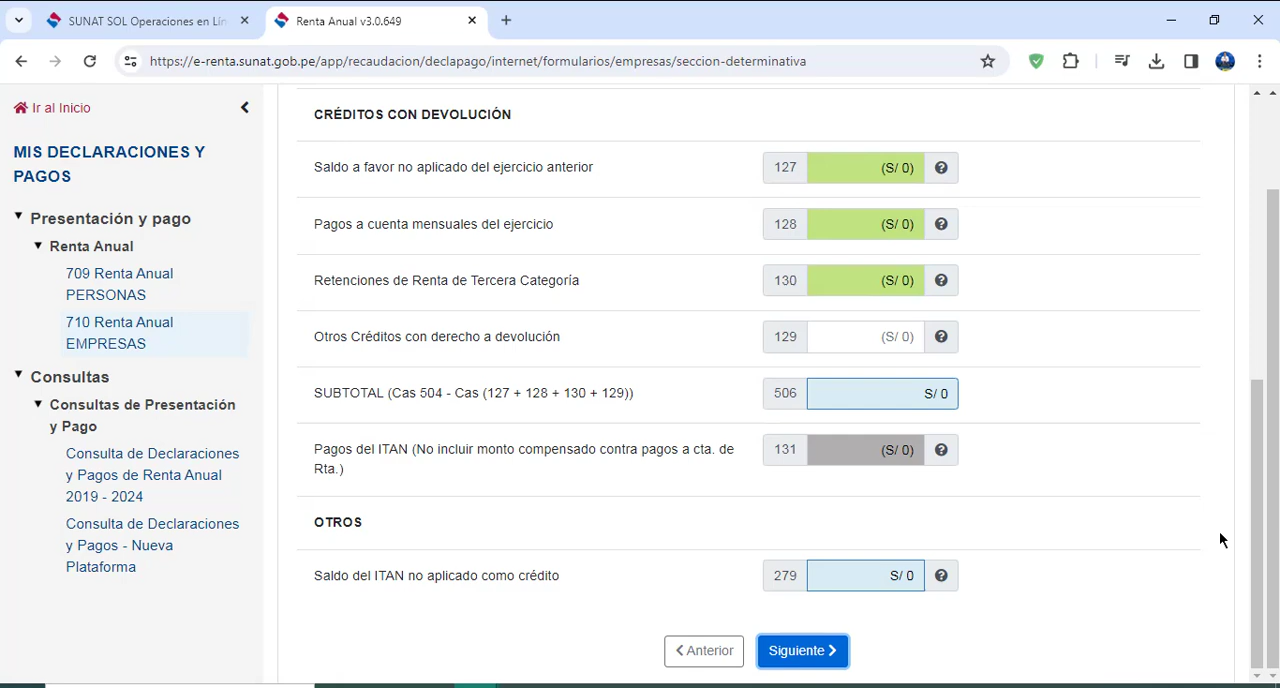 SUNAT SOL Operaciones en Lín
Renta Anual v3.0.649
https://e-renta.sunat.gob.pe/app/recaudacion/declapago/internet/formularios/empresas/seccion-determinativa
Ir al Inicio
MIS DECLARACIONES Y
PAGOS
Presentación y pago
Renta Anual
709 Renta Anual
PERSONAS
710 Renta Anual
EMPRESAS
Consultas
Consultas de Presentación
y Pago
Consulta de Declaraciones
y Pagos de Renta Anual
2019 - 2024
Consulta de Declaraciones
y Pagos - Nueva
Plataforma
CRÉDITOS CON DEVOLUCIÓN
Saldo a favor no aplicado del ejercicio anterior 127 (S/ 0)
Pagos a cuenta mensuales del ejercicio 128 (S/ 0)
Retenciones de Renta de Tercera Categoría 130 (S/ 0)
Otros Créditos con derecho a devolución 129 (S/ 0)
SUBTOTAL (Cas 504 - Cas (127 + 128 + 130 + 129)) 506 S/ 0
Pagos del ITAN (No incluir monto compensado contra pagos a cta. de 131 (S/ 0)
Rta.)
OTROS
Saldo del ITAN no aplicado como crédito 279 S/ 0
Anterior Siguiente